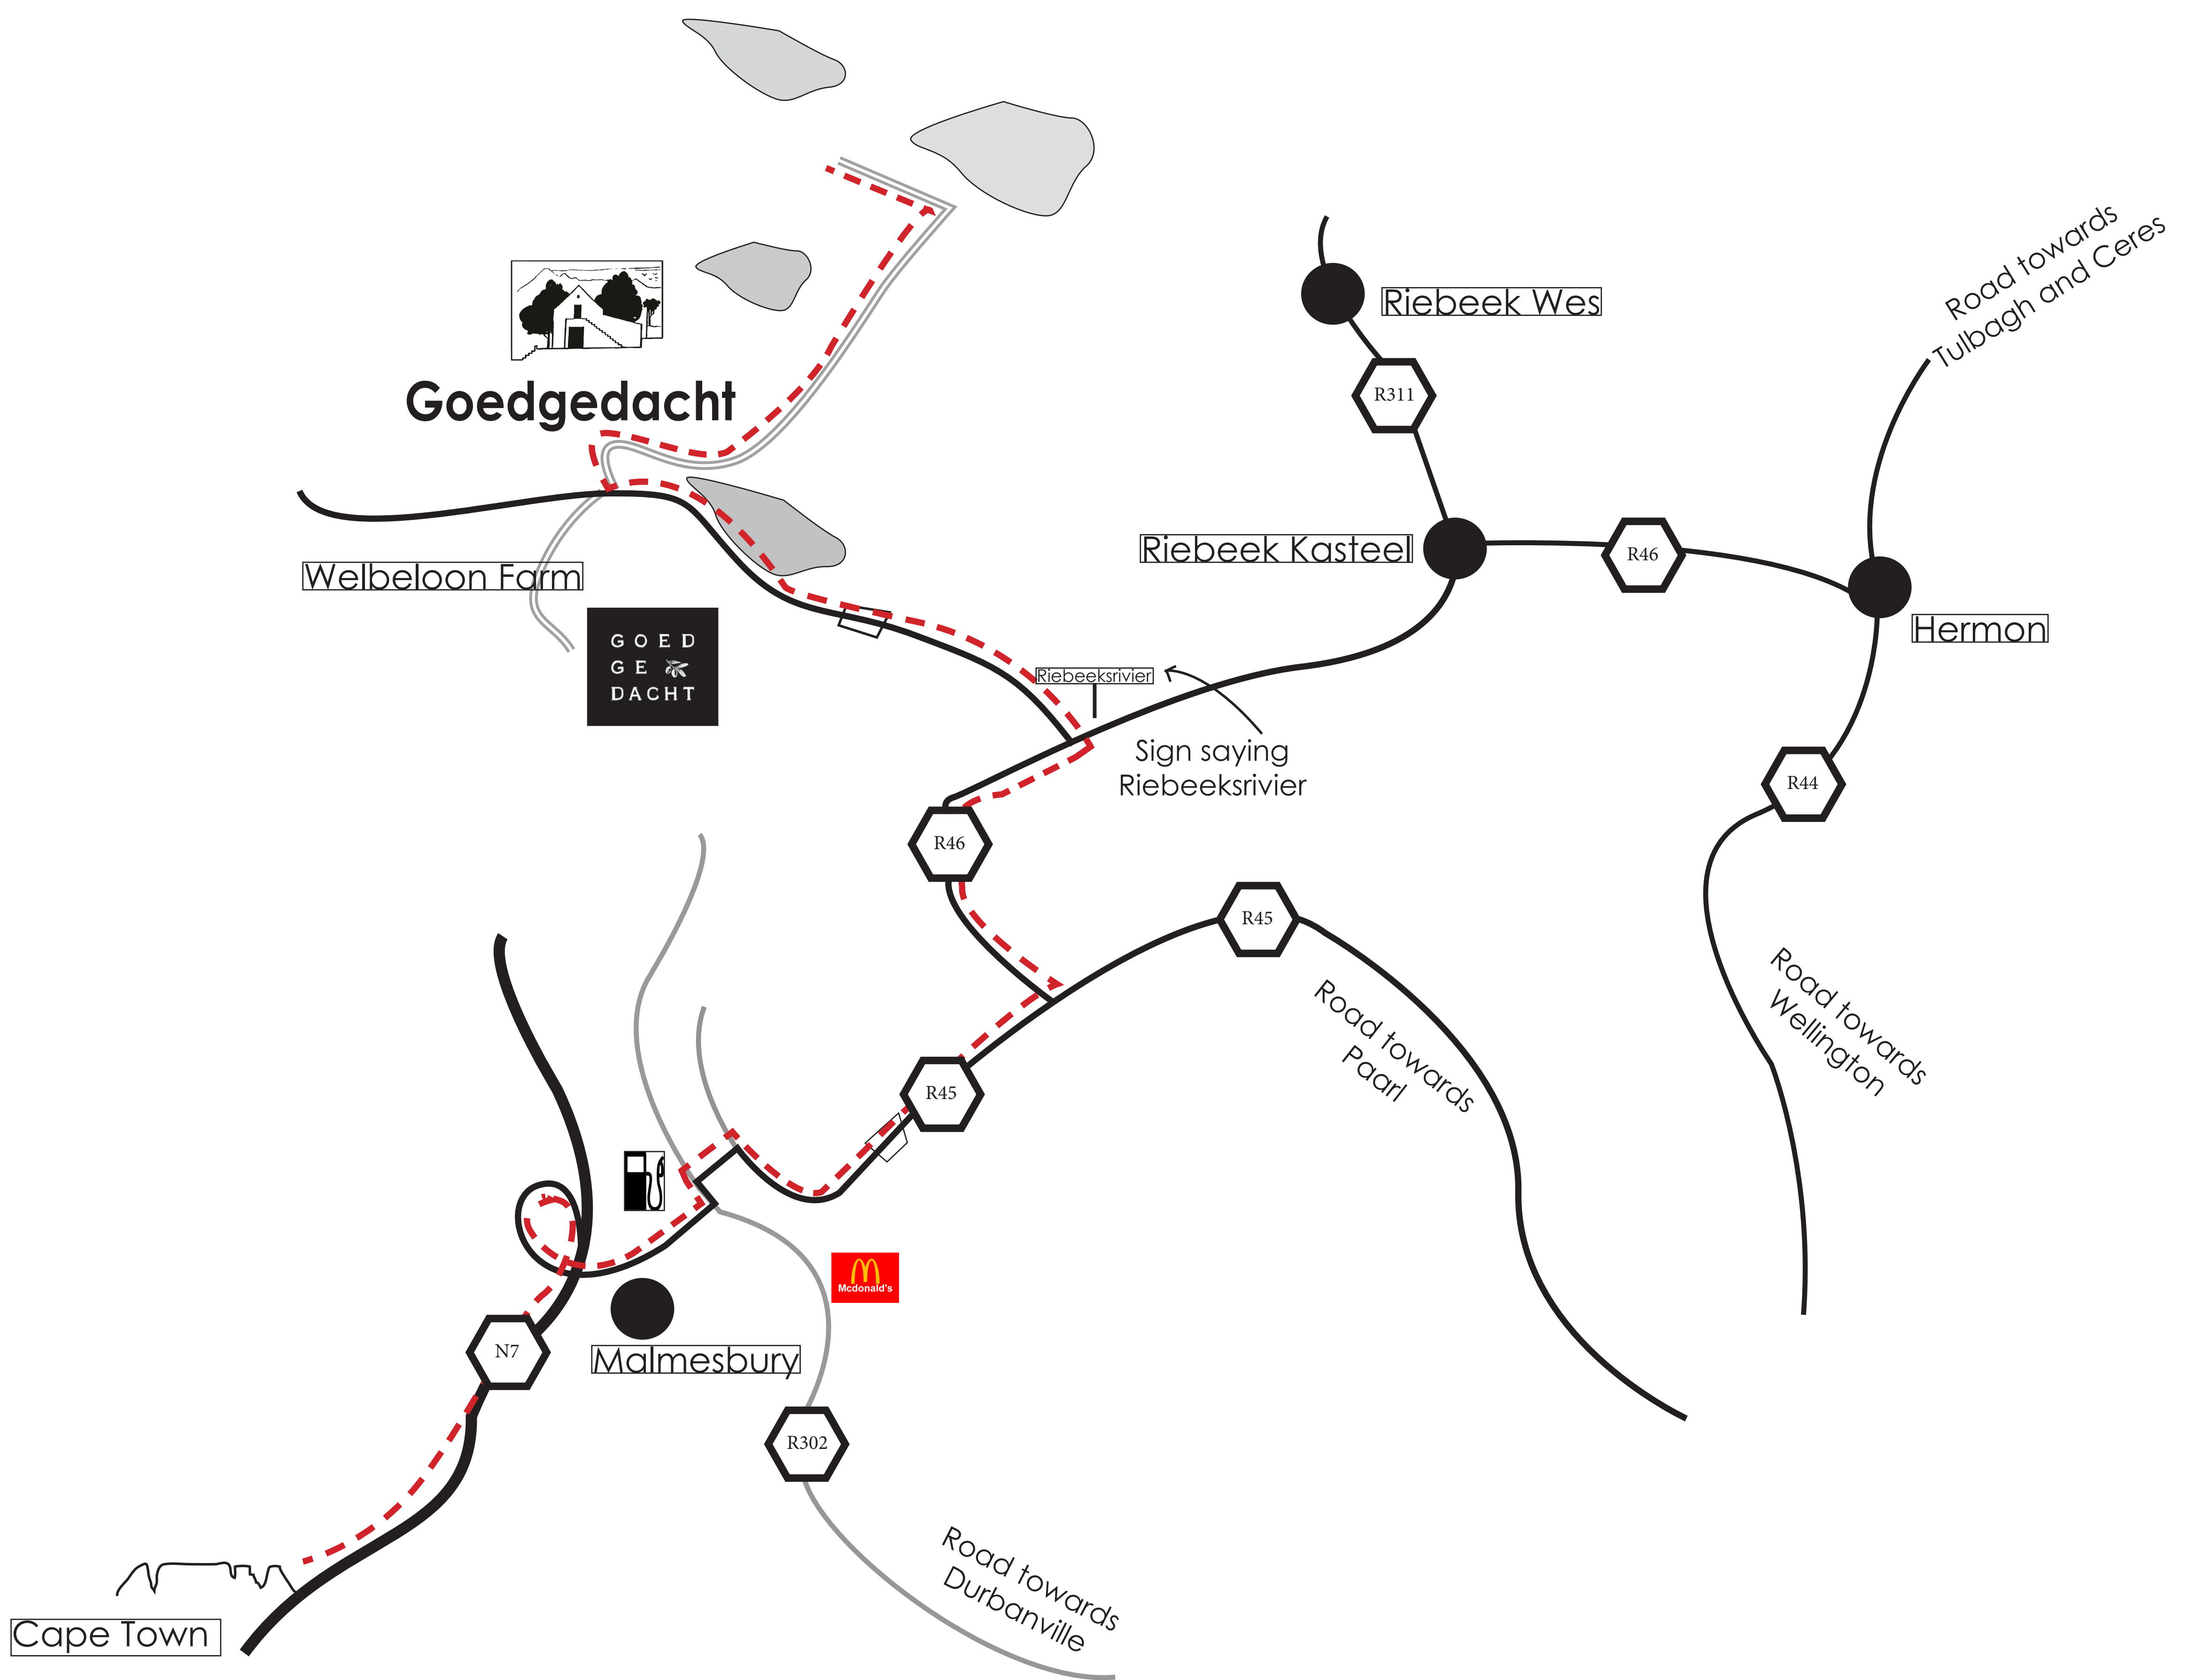 Road towards
Tulbagh and Ceres
Riebeek Wes
R311
Goedgedacht
Riebeek Kasteel
R46
Welbeloon Farm
Hermon
GOED
GE
DACHT
Riebeeksrivier
Sign saying
Riebeeksrivier
R44
R46
R45
Road towards
Wellington
Road towards
Paarl
R45
Mcdonald's
N7
Malmesbury
R302
Road towards
Durbanville
Cape Town